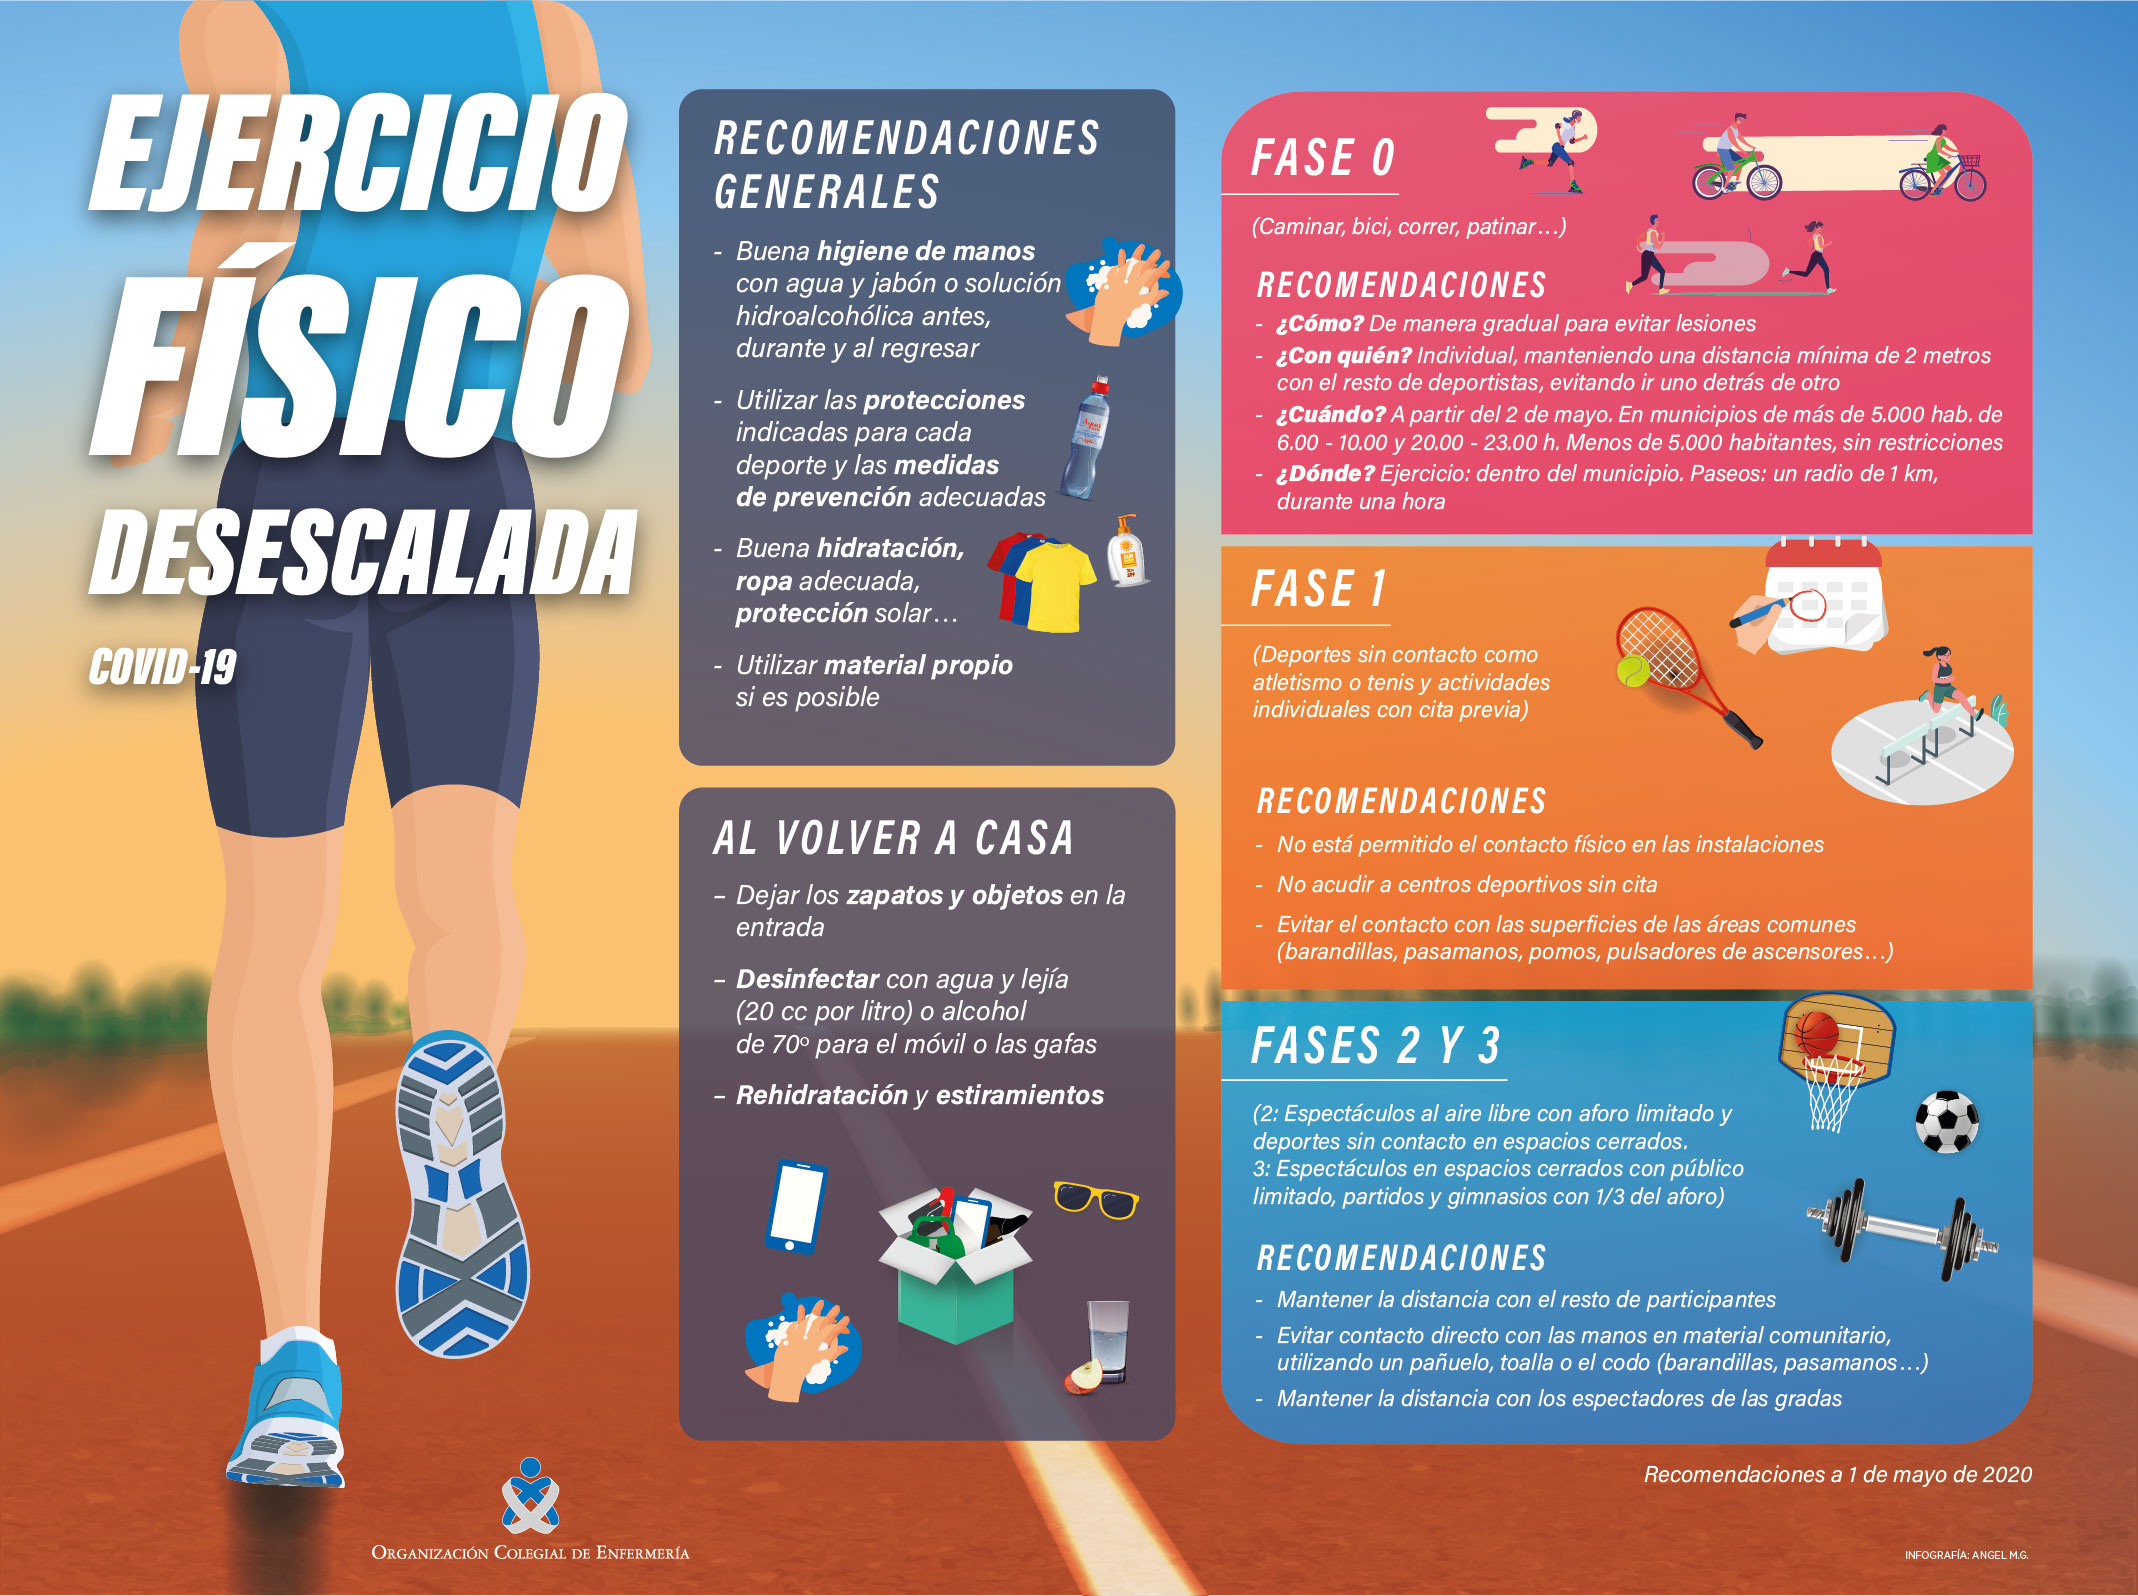 EJERCICIO
FÍSICO
DESESCALADA
COVID-19
RECOMENDACIONES
GENERALES
- Buena higiene de manos
con agua y jabón o solución
hidroalcohólica antes,
durante y al regresar
- Utilizar las protecciones
indicadas para cada
deporte y las medidas
de prevención adecuadas
- Buena hidratación,
ropa adecuada,
protección solar...
- Utilizar material propio
si es posible
AL VOLVER A CASA
– Dejar los zapatos y objetos en la
entrada
– Desinfectar con agua y lejía
(20 cc por litro) o alcohol
de 70º para el móvil o las gafas
– Rehidratación y estiramientos
FASE 0
(Caminar, bici, correr, patinar...)
RECOMENDACIONES
- ¿Cómo? De manera gradual para evitar lesiones
- ¿Con quién? Individual, manteniendo una distancia mínima de 2 metros
con el resto de deportistas, evitando ir uno detrás de otro
- ¿Cuándo? A partir del 2 de mayo. En municipios de más de 5.000 hab. de
6.00 - 10.00 y 20.00 - 23.00 h. Menos de 5.000 habitantes, sin restricciones
- ¿Dónde? Ejercicio: dentro del municipio. Paseos: un radio de 1 km,
durante una hora
FASE 1
(Deportes sin contacto como
atletismo o tenis y actividades
individuales con cita previa)
RECOMENDACIONES
- No está permitido el contacto físico en las instalaciones
- No acudir a centros deportivos sin cita
- Evitar el contacto con las superficies de las áreas comunes
(barandillas, pasamanos, pomos, pulsadores de ascensores...)
FASES 2 Y 3
(2: Espectáculos al aire libre con aforo limitado y
deportes sin contacto en espacios cerrados.
3: Espectáculos en espacios cerrados con público
limitado, partidos y gimnasios con 1/3 del aforo)
RECOMENDACIONES
- Mantener la distancia con el resto de participantes
- Evitar contacto directo con las manos en material comunitario,
utilizando un pañuelo, toalla o el codo (barandillas, pasamanos...)
- Mantener la distancia con los espectadores de las gradas
Recomendaciones a 1 de mayo de 2020
ORGANIZACIÓN COLEGIAL DE ENFERMERÍA
INFOGRAFÍA: ANGEL M.G.